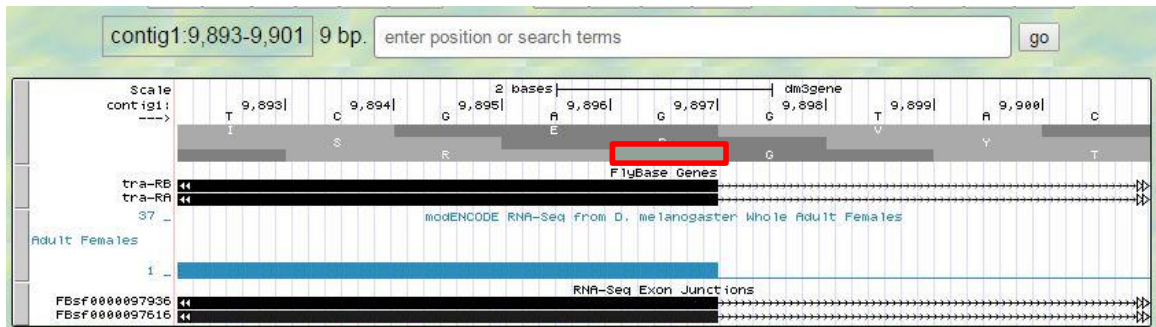 contig1:9,893-9,901 9 bp. enter position or search terms go
Scale 2 bases dm3gene
contig1: 9,893| 9,894| 9,895| 9,896| 9,897| 9,898| 9,899| 9,900|
---> T C G A G G T A C
I E V
S D Y
R G T
FlyBase Genes
tra-RB
tra-RA
37 _ modENCODE RNA-Seq from D. melanogaster Whole Adult Females
Adult Females
1 _
RNA-Seq Exon Junctions
FBsf0000097936
FBsf0000097616